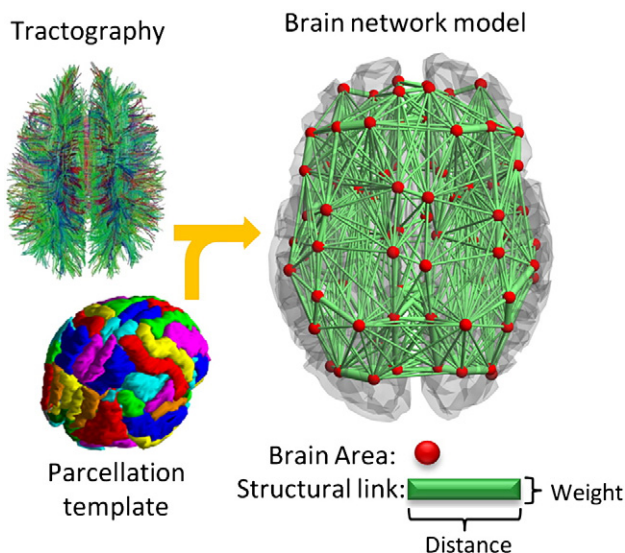 Tractography
Brain network model
Parcellation
template
Brain Area:
Structural link:
Weight
Distance